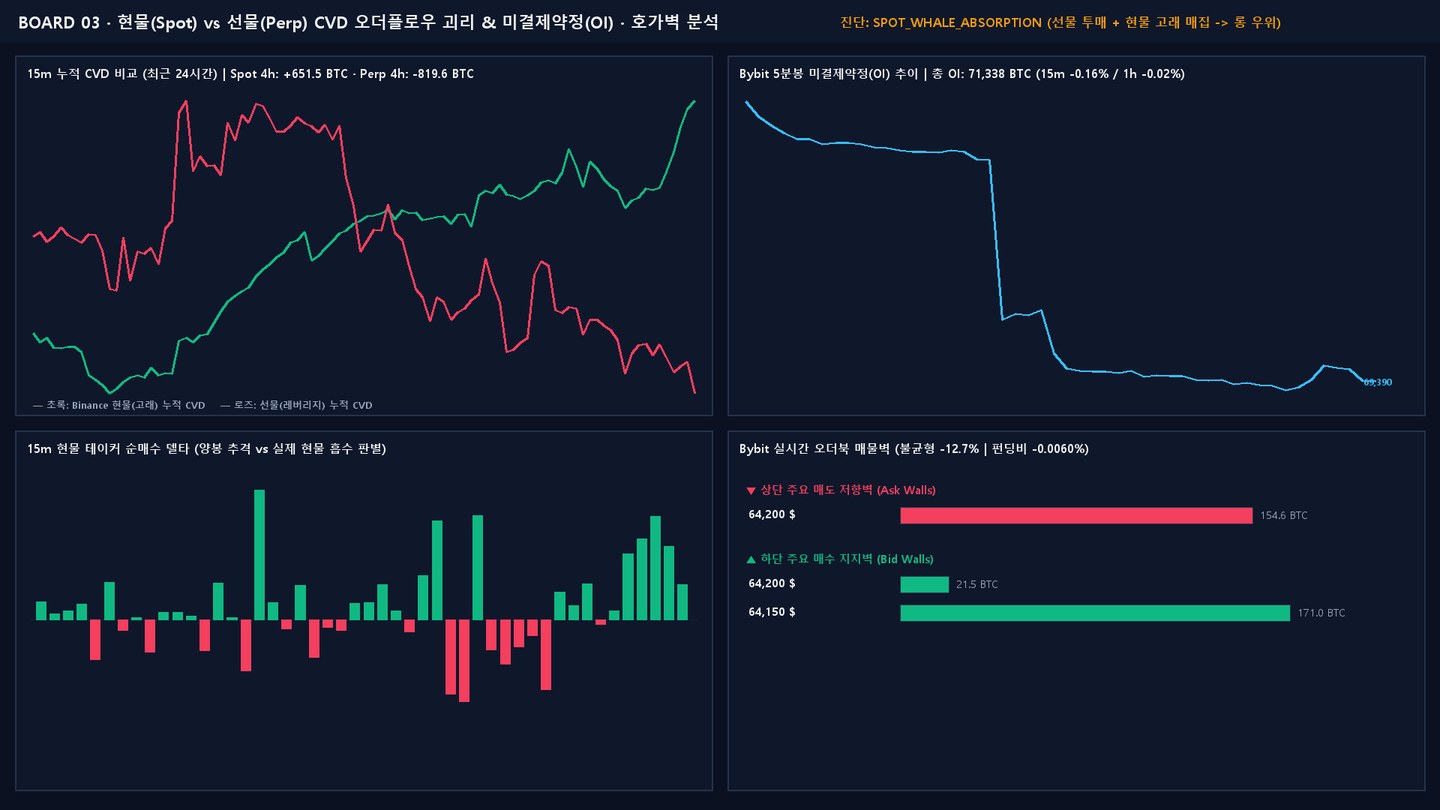 BOARD 03 · 현물(Spot) vs 선물(Perp) CVD 오더플로우 괴리 & 미결제약정(OI) · 호가벽 분석
진단: SPOT_WHALE_ABSORPTION (선물 투매 + 현물 고래 매집 -> 롱 우위)
15m 누적 CVD 비교 (최근 24시간) | Spot 4h: +651.5 BTC · Perp 4h: -819.6 BTC
— 초록: Binance 현물(고래) 누적 CVD — 로즈: 선물(레버리지) 누적 CVD
Bybit 5분봉 미결제약정(OI) 추이 | 총 OI: 71,338 BTC (15m -0.16% / 1h -0.02%)
69,390
15m 현물 테이커 순매수 델타 (양봉 추격 vs 실제 현물 흡수 판별)
Bybit 실시간 오더북 매물벽 (불균형 -12.7% | 펀딩비 -0.0060%)
▼ 상단 주요 매도 저항벽 (Ask Walls)
64,200 $ 154.6 BTC
▲ 하단 주요 매수 지지벽 (Bid Walls)
64,200 $ 21.5 BTC
64,150 $ 171.0 BTC